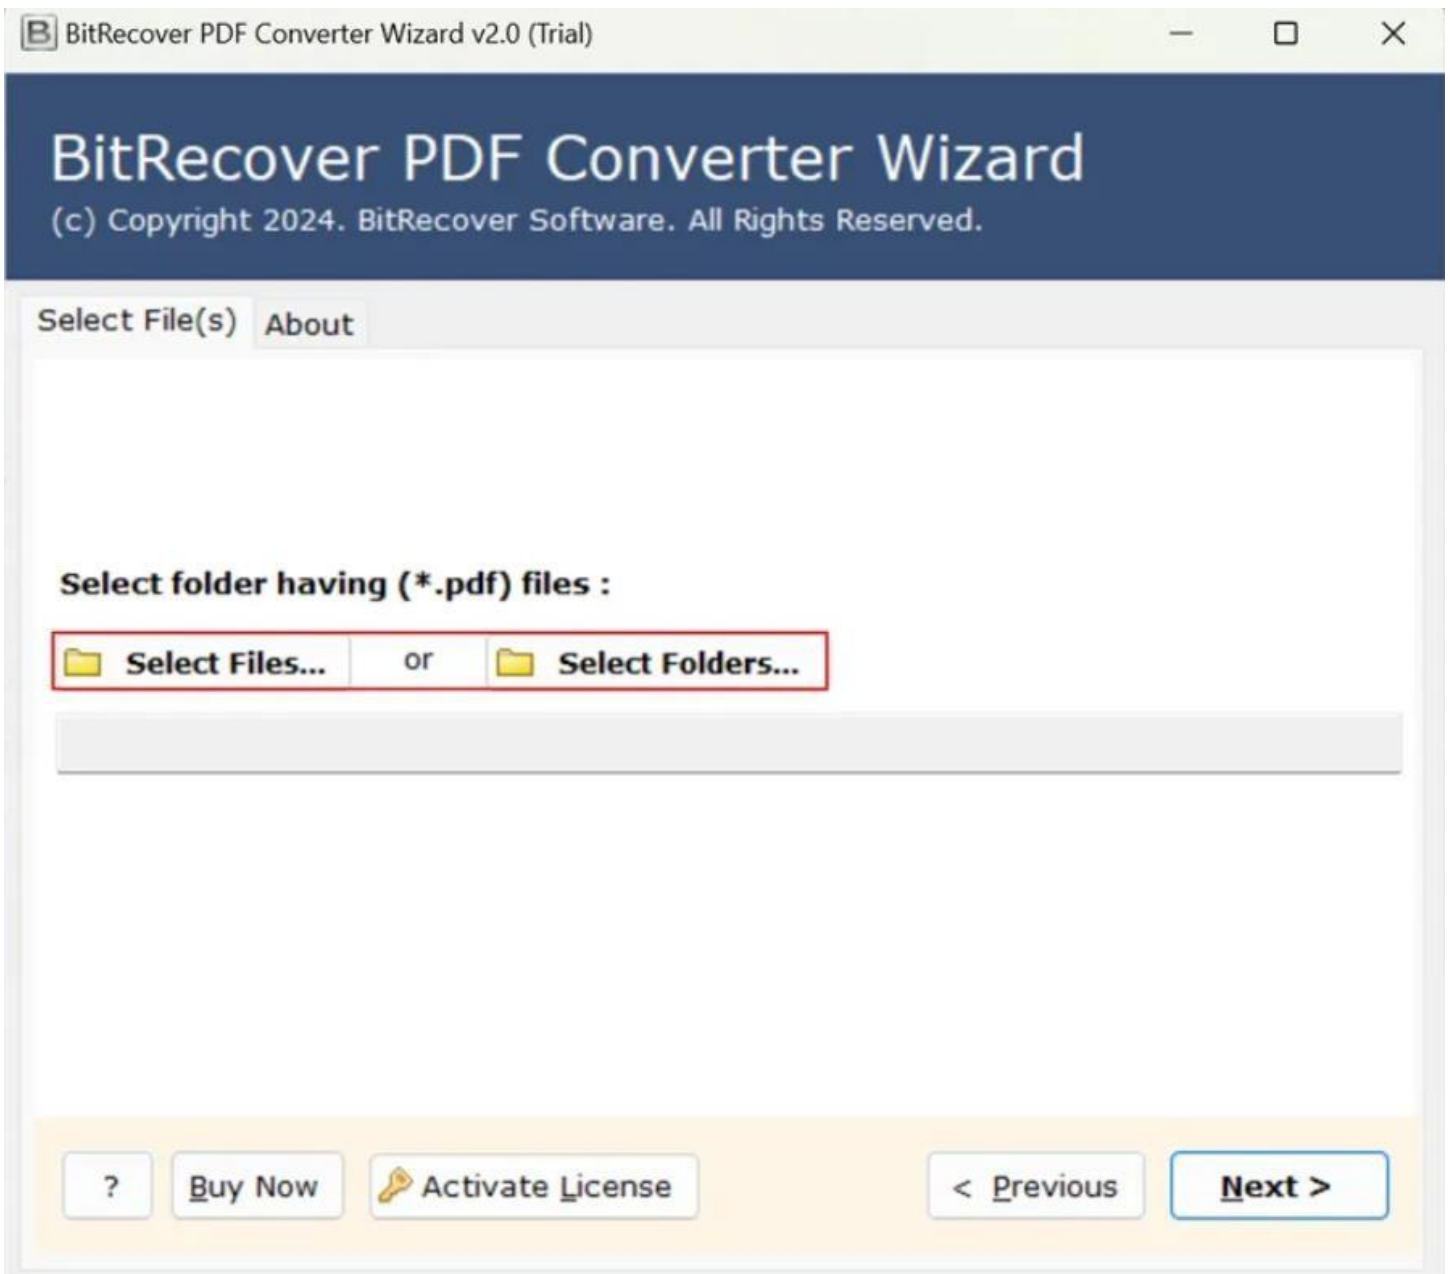 B BitRecover PDF Converter Wizard v2.0 (Trial)
BitRecover PDF Converter Wizard
(c) Copyright 2024. BitRecover Software. All Rights Reserved.
Select File(s) About
Select folder having (*.pdf) files :
Select Files... or Select Folders...
? Buy Now Activate License < Previous Next >